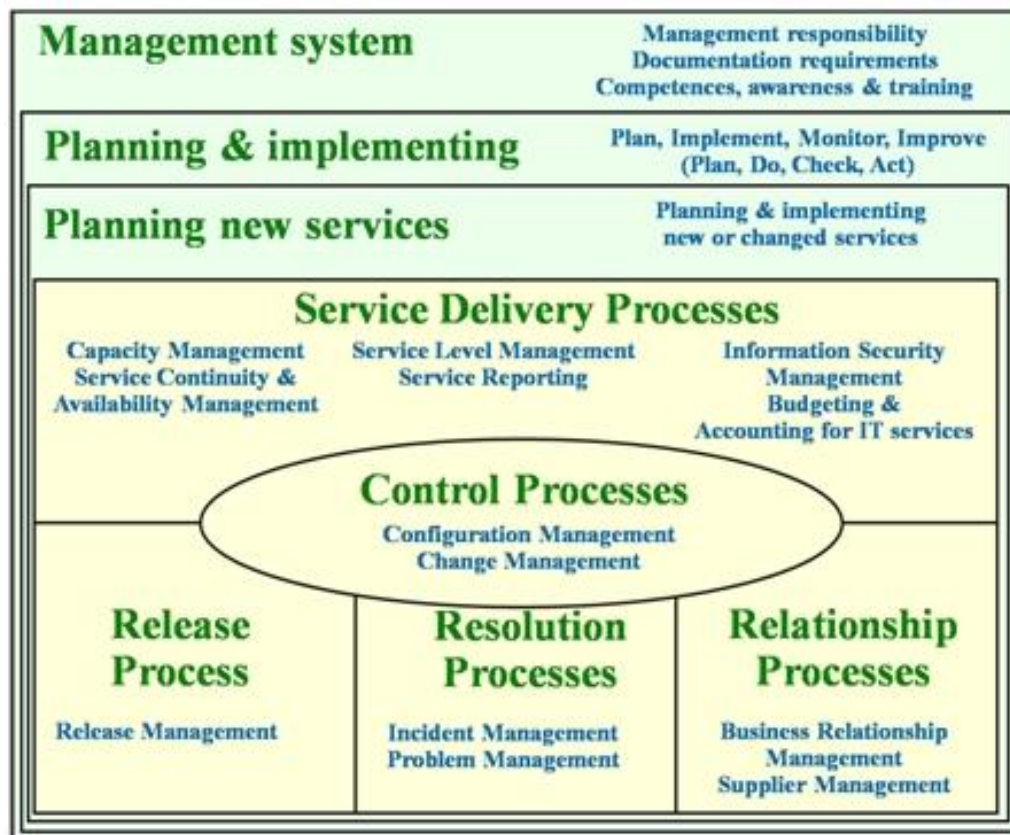 Management system
Management responsibility
Documentation requirements
Competences, awareness & training
Planning & implementing
Plan, Implement, Monitor, Improve
(Plan, Do, Check, Act)
Planning new services
Planning & implementing
new or changed services
Service Delivery Processes
Capacity Management
Service Continuity &
Availability Management
Service Level Management
Service Reporting
Information Security
Management
Budgeting &
Accounting for IT services
Control Processes
Configuration Management
Change Management
Release
Process
Release Management
Resolution
Processes
Incident Management
Problem Management
Relationship
Processes
Business Relationship
Management
Supplier Management